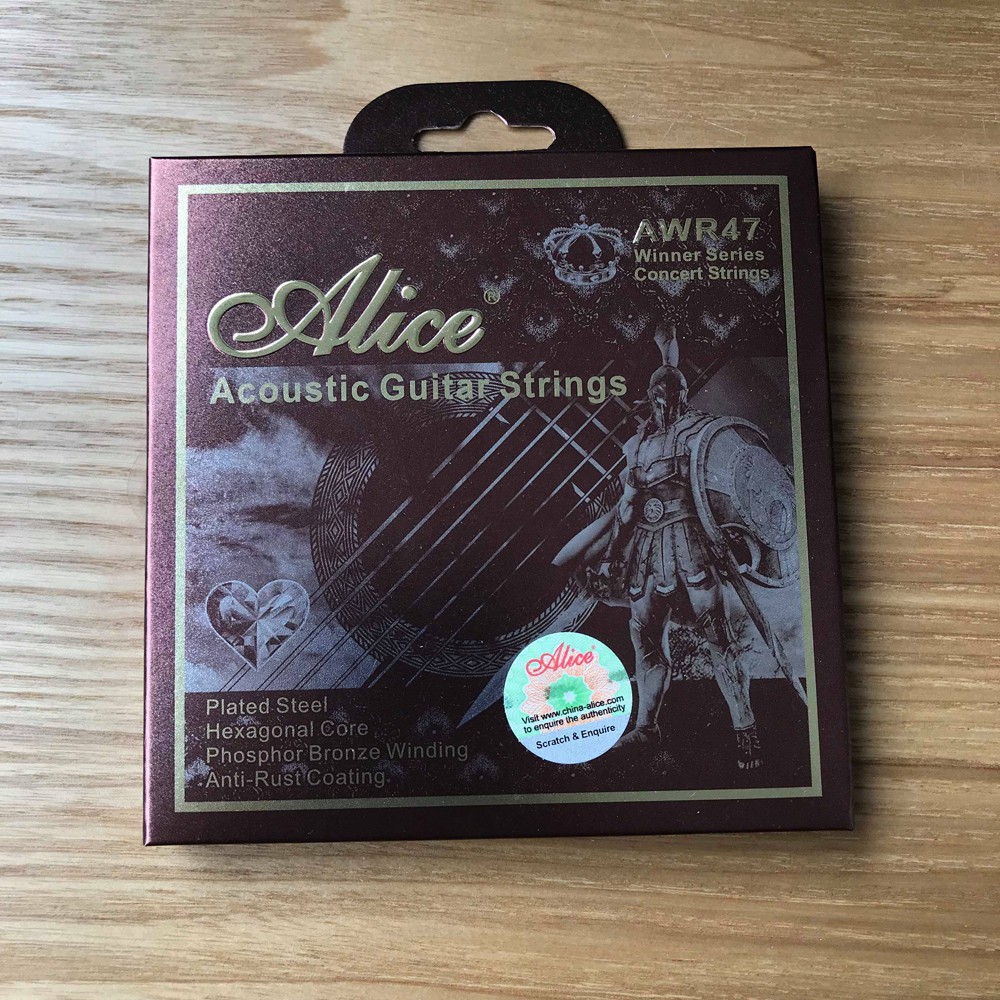 AWR47
Winner Series
Concert Strings
Alice®
Acoustic Guitar Strings
Plated Steel
Hexagonal Core
Phosphor Bronze Winding
Anti-Rust Coating
Alice®
Visit www.china-alice.com
to enquire the authenticity
Scratch & Enquire